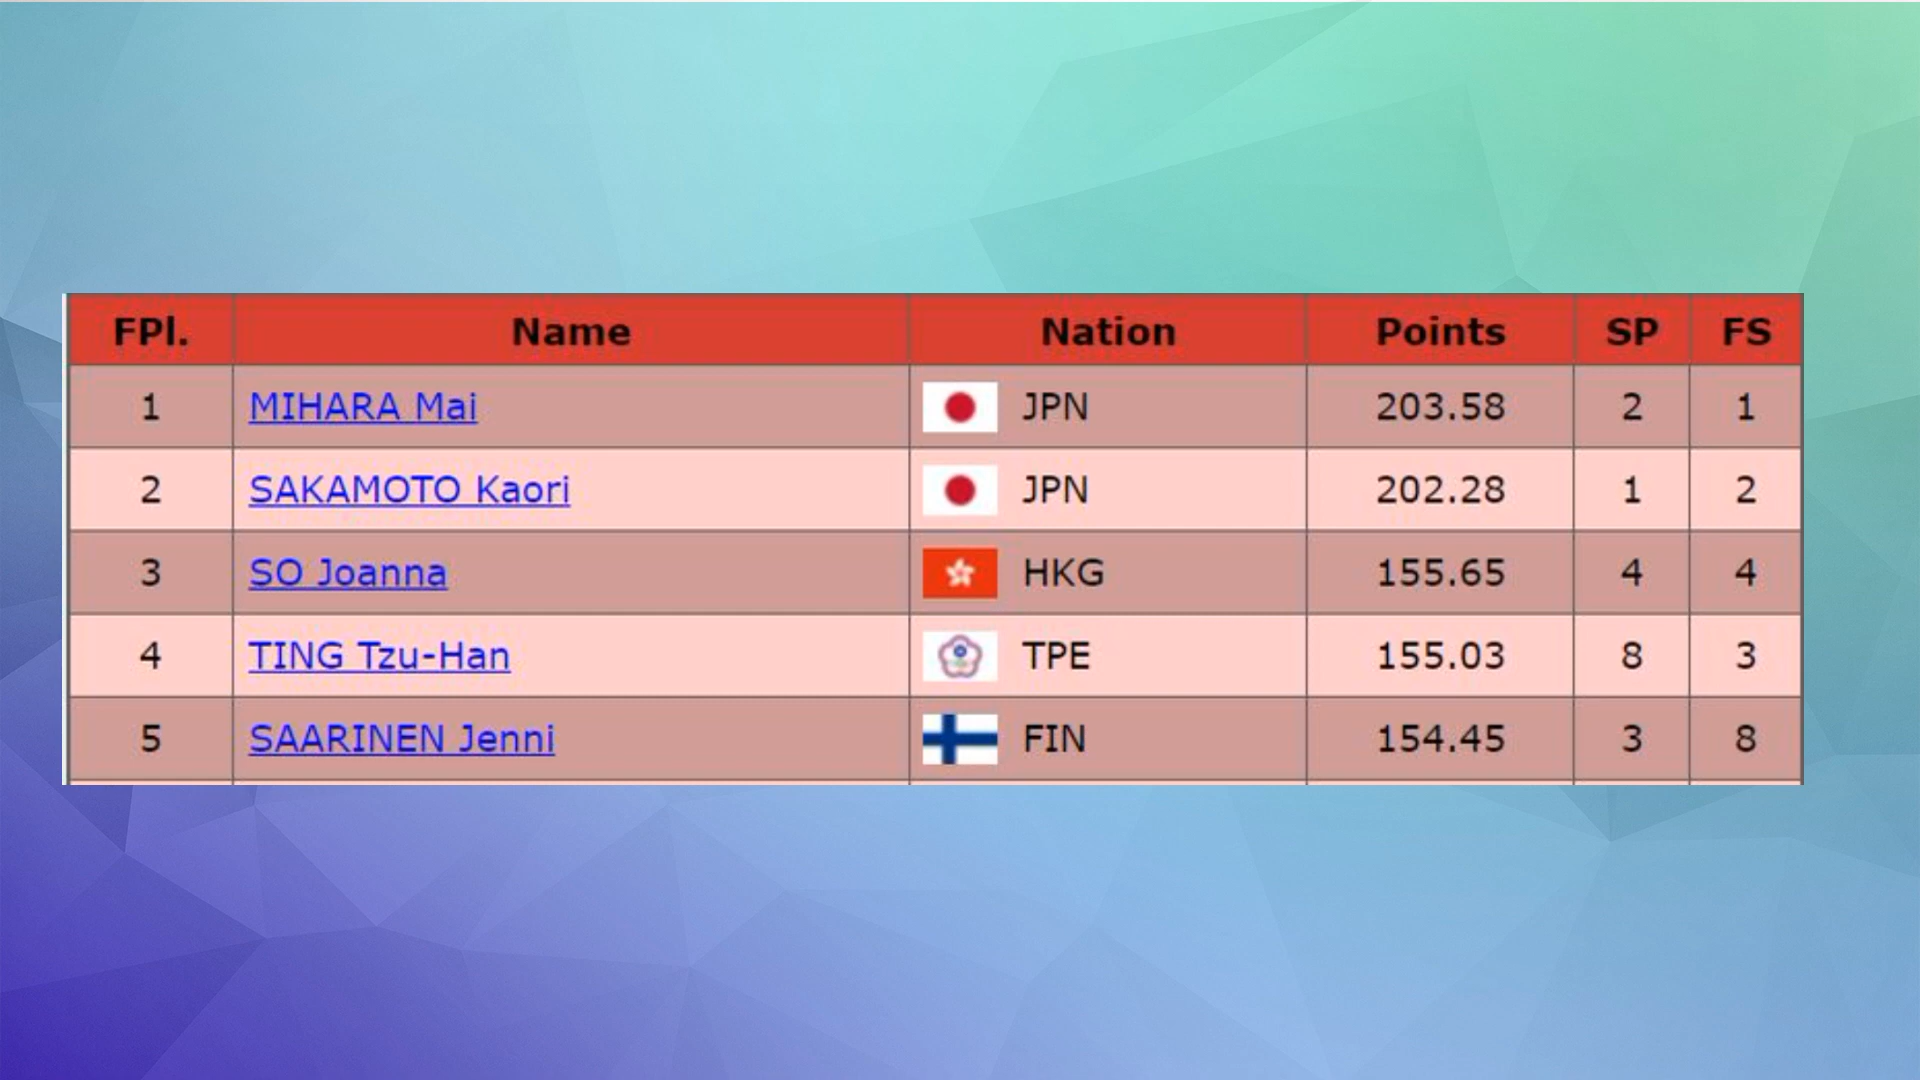 FPl. Name Nation Points SP FS
1 MIHARA Mai JPN 203.58 2 1
2 SAKAMOTO Kaori JPN 202.28 1 2
3 SO Joanna HKG 155.65 4 4
4 TING Tzu-Han TPE 155.03 8 3
5 SAARINEN Jenni FIN 154.45 3 8